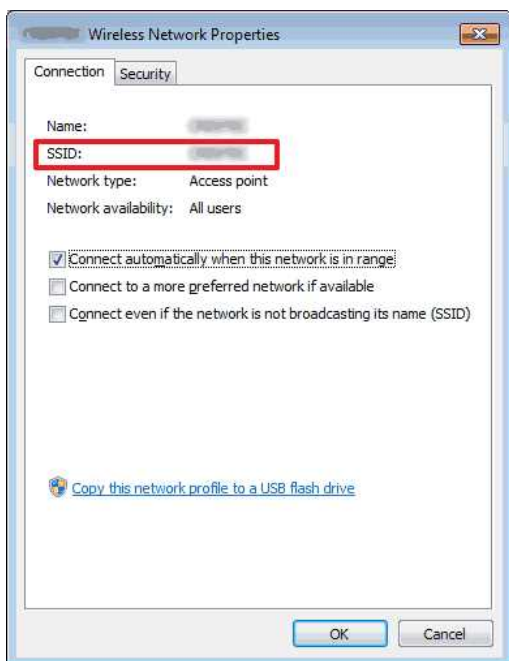 Wireless Network Properties
Connection Security
Name:
SSID:
Network type: Access point
Network availability: All users
Connect automatically when this network is in range
Connect to a more preferred network if available
Connect even if the network is not broadcasting its name (SSID)
Copy this network profile to a USB flash drive
OK Cancel